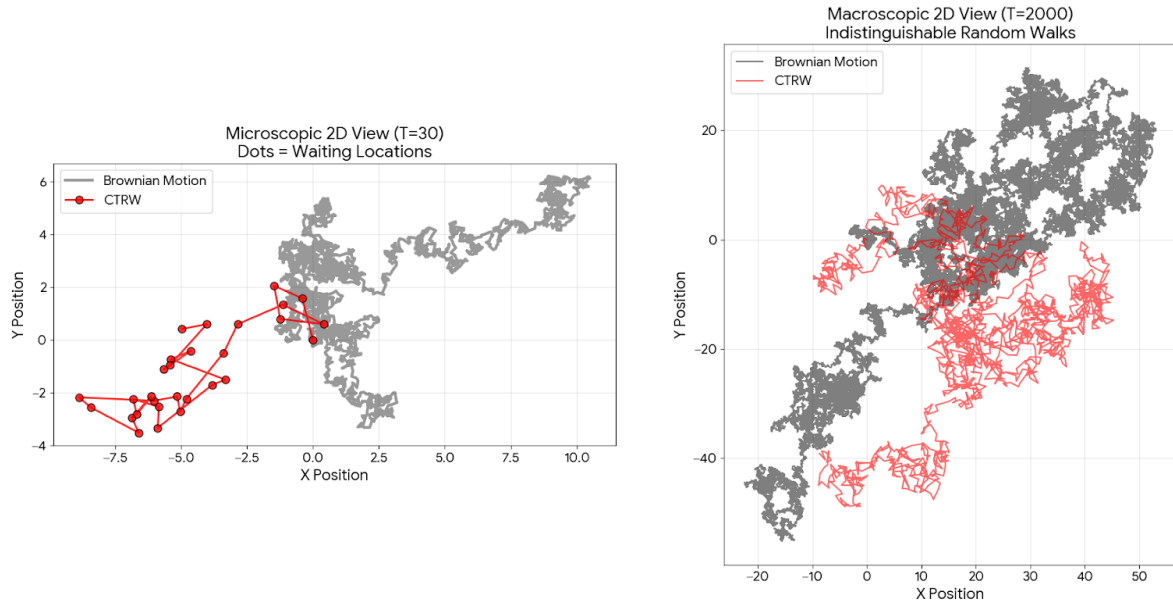 Microscopic 2D View (T=30)
Dots = Waiting Locations
Brownian Motion
CTRW
Y Position
6
4
2
0
−2
−4
−7.5
−5.0
−2.5
0.0
2.5
5.0
7.5
10.0
X Position
Macroscopic 2D View (T=2000)
Indistinguishable Random Walks
Brownian Motion
CTRW
Y Position
20
0
−20
−40
−20
−10
0
10
20
30
40
50
X Position